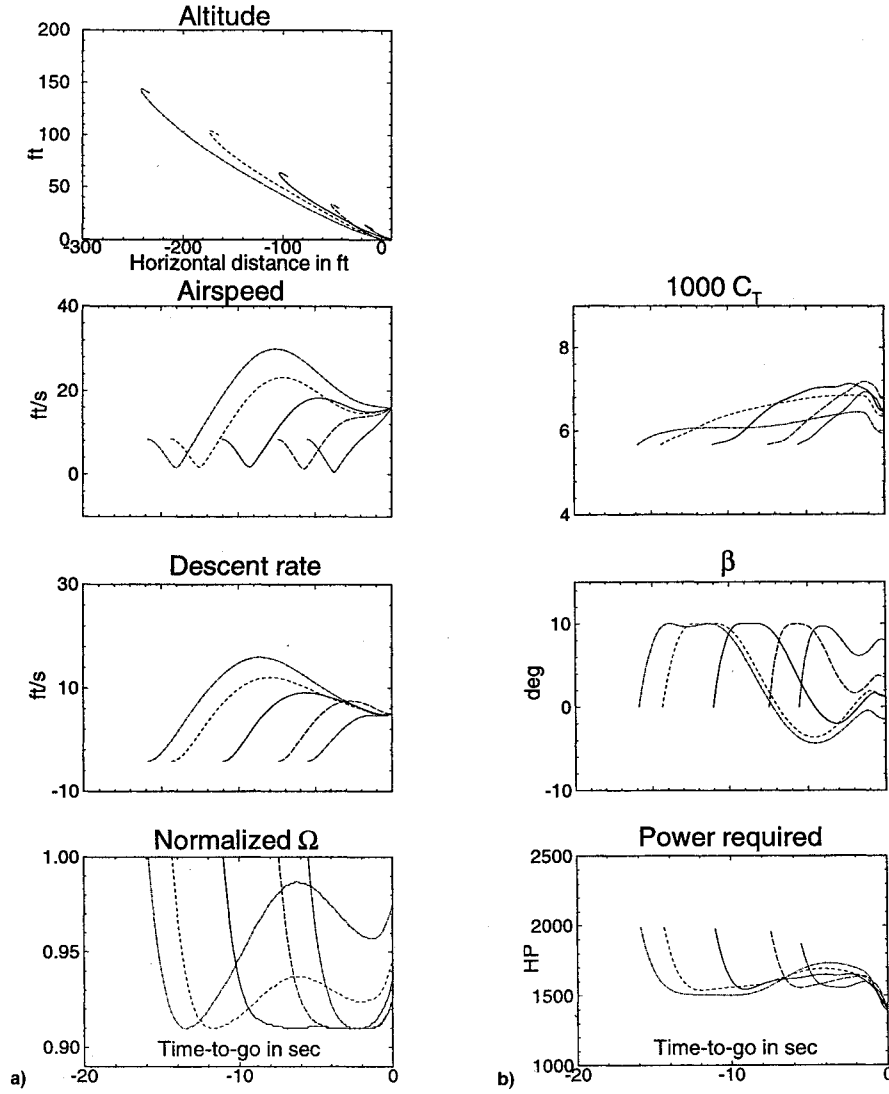 Altitude
200
150
100
50
0
ft
-300
-200
-100
0
Horizontal distance in ft
Airspeed
40
20
0
ft/s
Descent rate
30
10
-10
ft/s
Normalized Ω
1.00
0.95
0.90
Time-to-go in sec
a)
-20
-10
0
1000 C_T
9
8
6
4
β
10
0
-10
deg
Power required
2500
2000
1500
1000
HP
Time-to-go in sec
b)
-20
-10
0